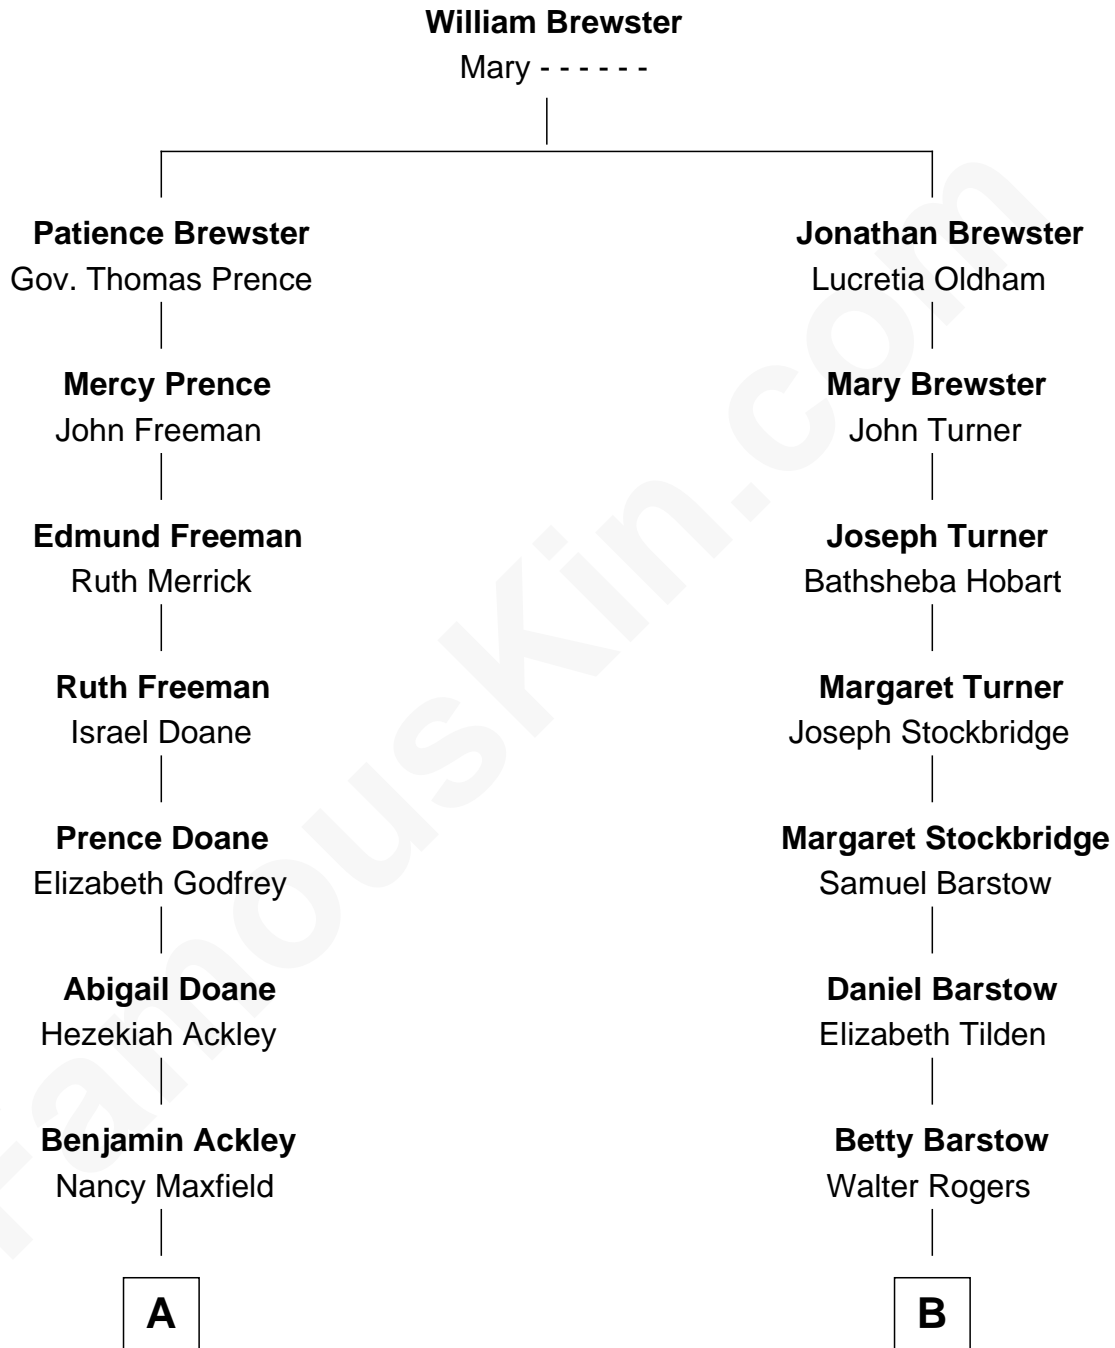 William Brewster
Mary - - - - - -
Patience Brewster
Gov. Thomas Prence
Jonathan Brewster
Lucretia Oldham
Mercy Prence
John Freeman
Mary Brewster
John Turner
Edmund Freeman
Ruth Merrick
Joseph Turner
Bathsheba Hobart
Ruth Freeman
Israel Doane
Margaret Turner
Joseph Stockbridge
Prence Doane
Elizabeth Godfrey
Margaret Stockbridge
Samuel Barstow
Abigail Doane
Hezekiah Ackley
Daniel Barstow
Elizabeth Tilden
Benjamin Ackley
Nancy Maxfield
Betty Barstow
Walter Rogers
A
B
FamousKin.com